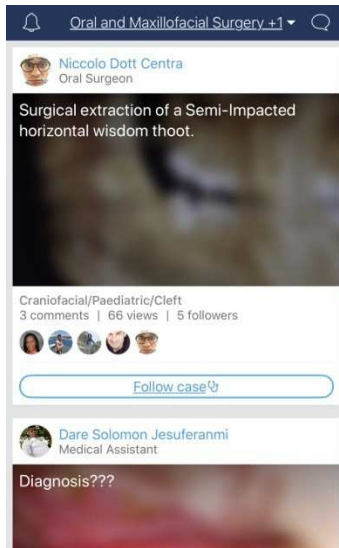 Oral and Maxillofacial Surgery +1
Niccolo Dott Centra
Oral Surgeon
Surgical extraction of a Semi-Impacted
horizontal wisdom thoot.
Craniofacial/Paediatric/Cleft
3 comments | 66 views | 5 followers
Follow case
Dare Solomon Jesuferanmi
Medical Assistant
Diagnosis???